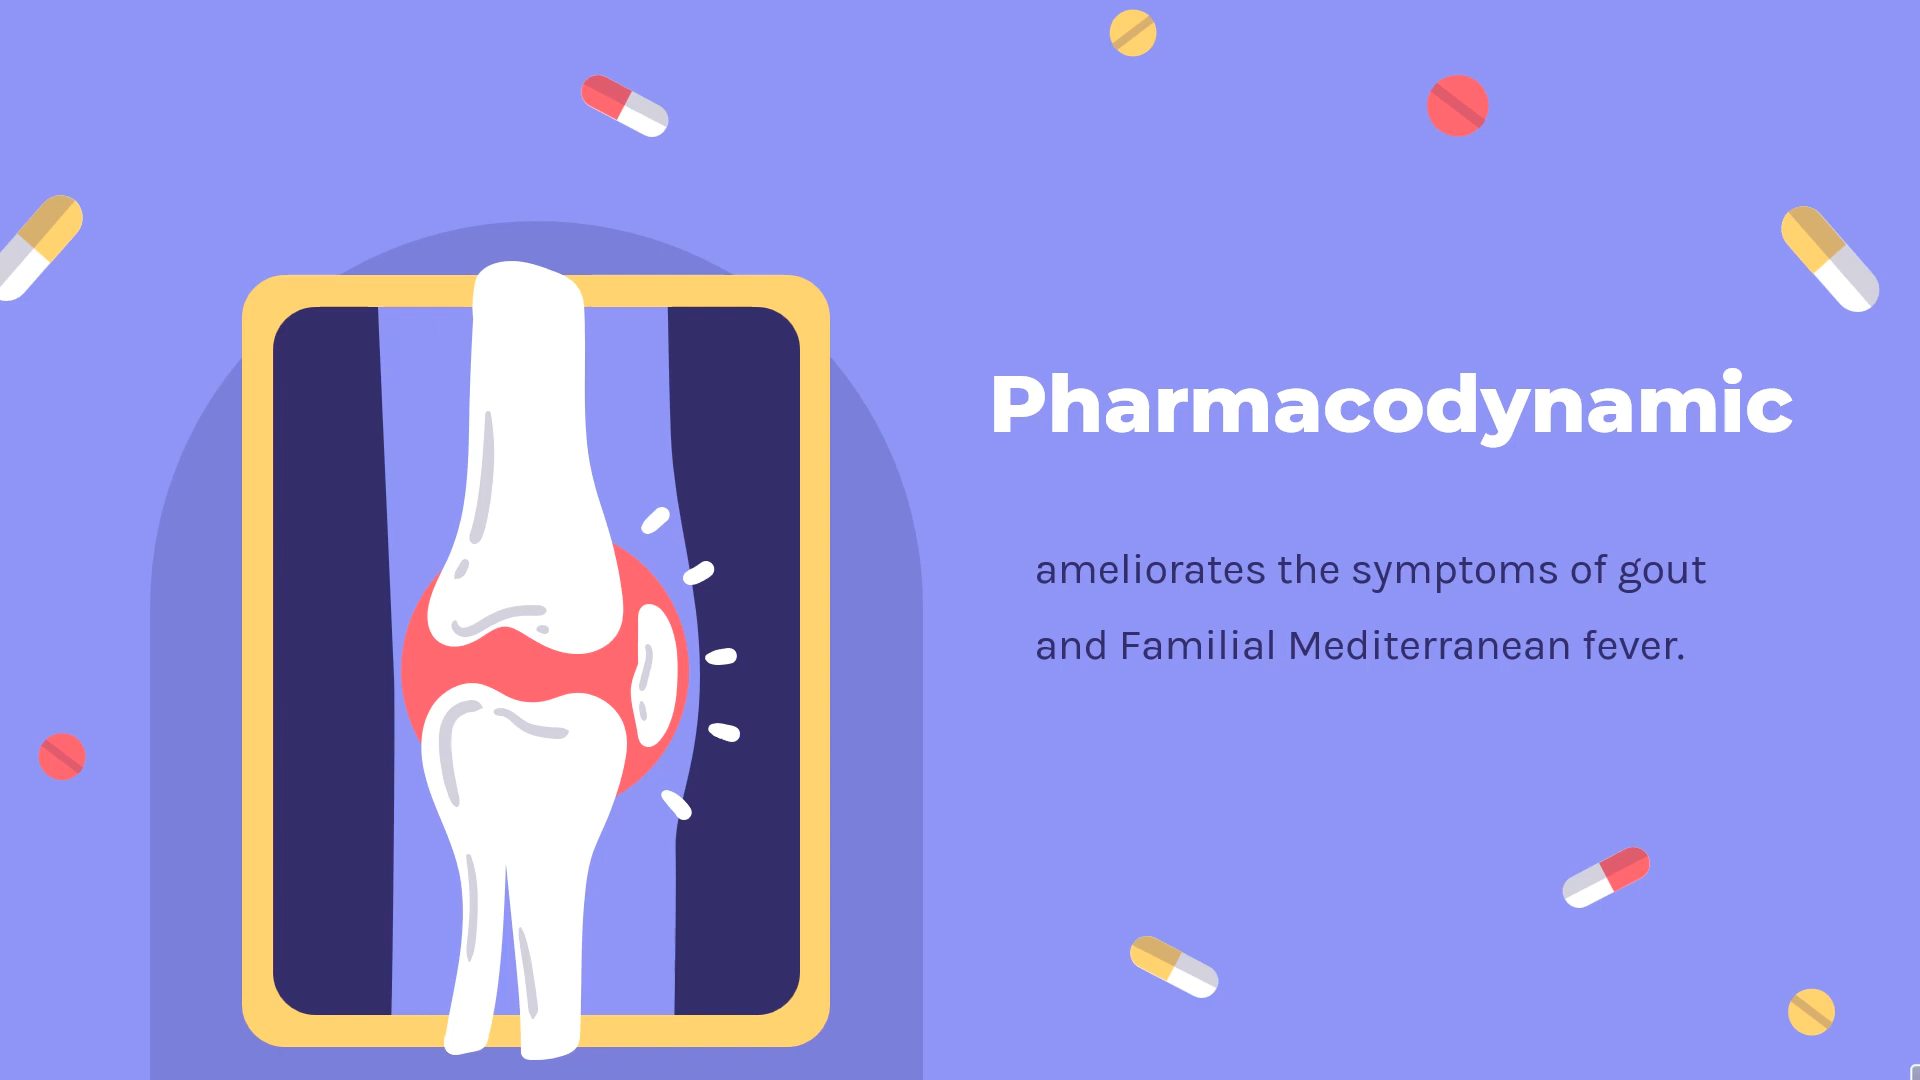 Pharmacodynamic
ameliorates the symptoms of gout
and Familial Mediterranean fever.